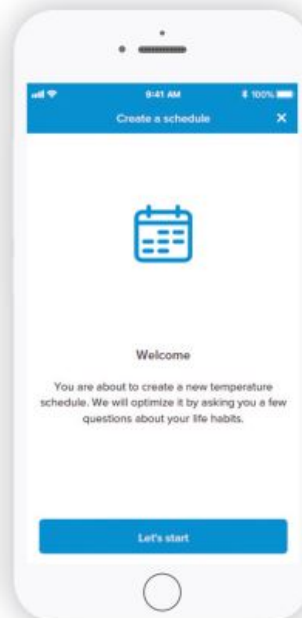 9:41 AM
100%
Create a schedule
Welcome
You are about to create a new temperature
schedule. We will optimize it by asking you a few
questions about your life habits.
Let's start